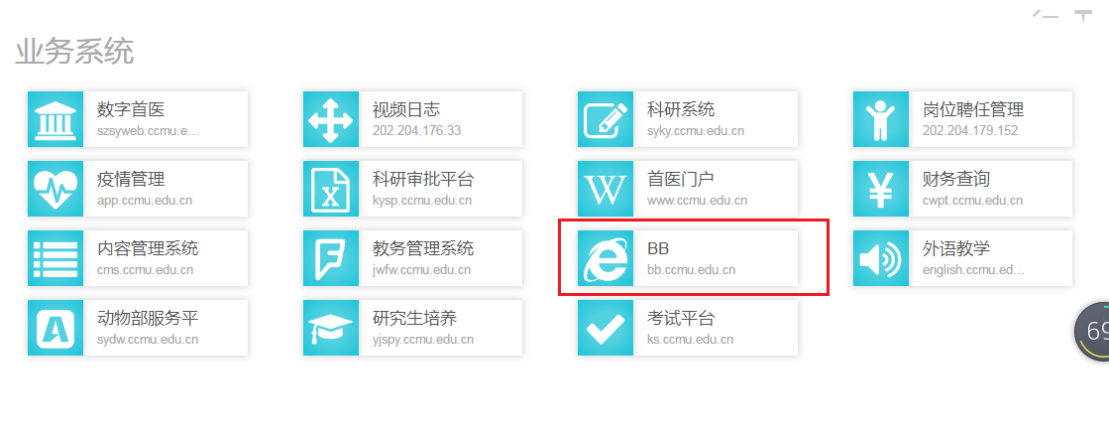 业务系统
数字首医
szsyweb.ccmu.e...
视频日志
202.204.176.33
科研系统
syky.ccmu.edu.cn
岗位聘任管理
202.204.179.152
疫情管理
app.ccmu.edu.cn
科研审批平台
kysp.ccmu.edu.cn
首医门户
www.ccmu.edu.cn
财务查询
cwpt.ccmu.edu.cn
内容管理系统
cms.ccmu.edu.cn
教务管理系统
jwfw.ccmu.edu.cn
BB
bb.ccmu.edu.cn
外语教学
english.ccmu.ed...
动物部服务平
sydw.ccmu.edu.cn
研究生培养
yjspy.ccmu.edu.cn
考试平台
ks.ccmu.edu.cn
69